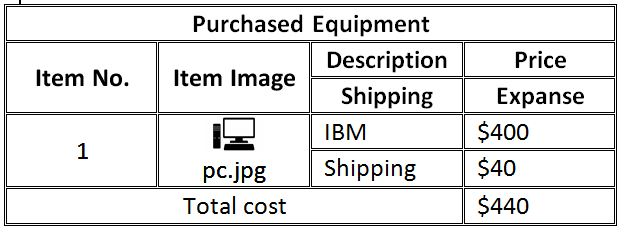 Purchased Equipment
Item No. Item Image Description Price
Shipping Expanse
1 pc.jpg IBM $400
Shipping $40
Total cost $440